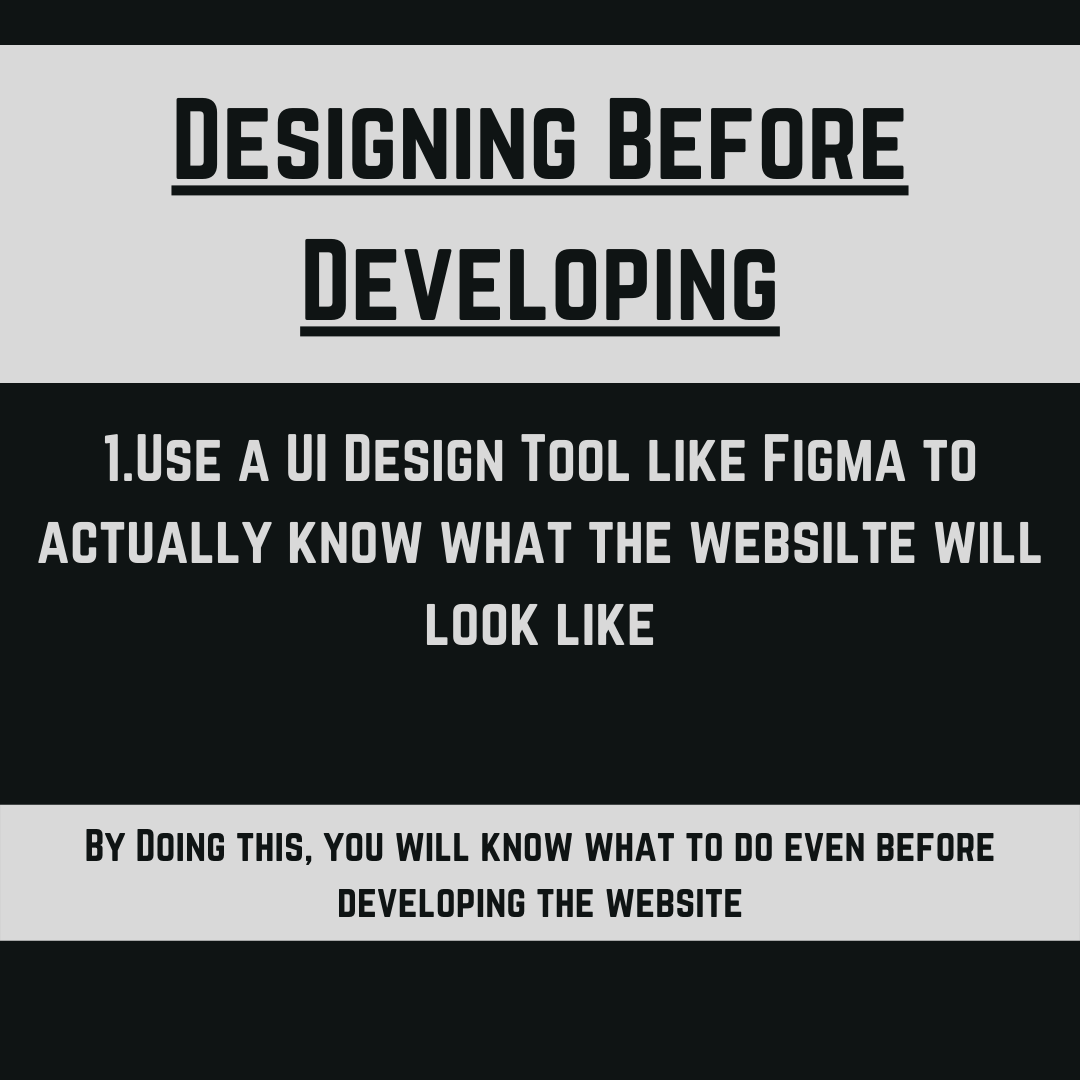 Designing Before
Developing
1.Use a UI Design Tool like Figma to
actually know what the websilte will
look like
By Doing this, you will know what to do even before
developing the website